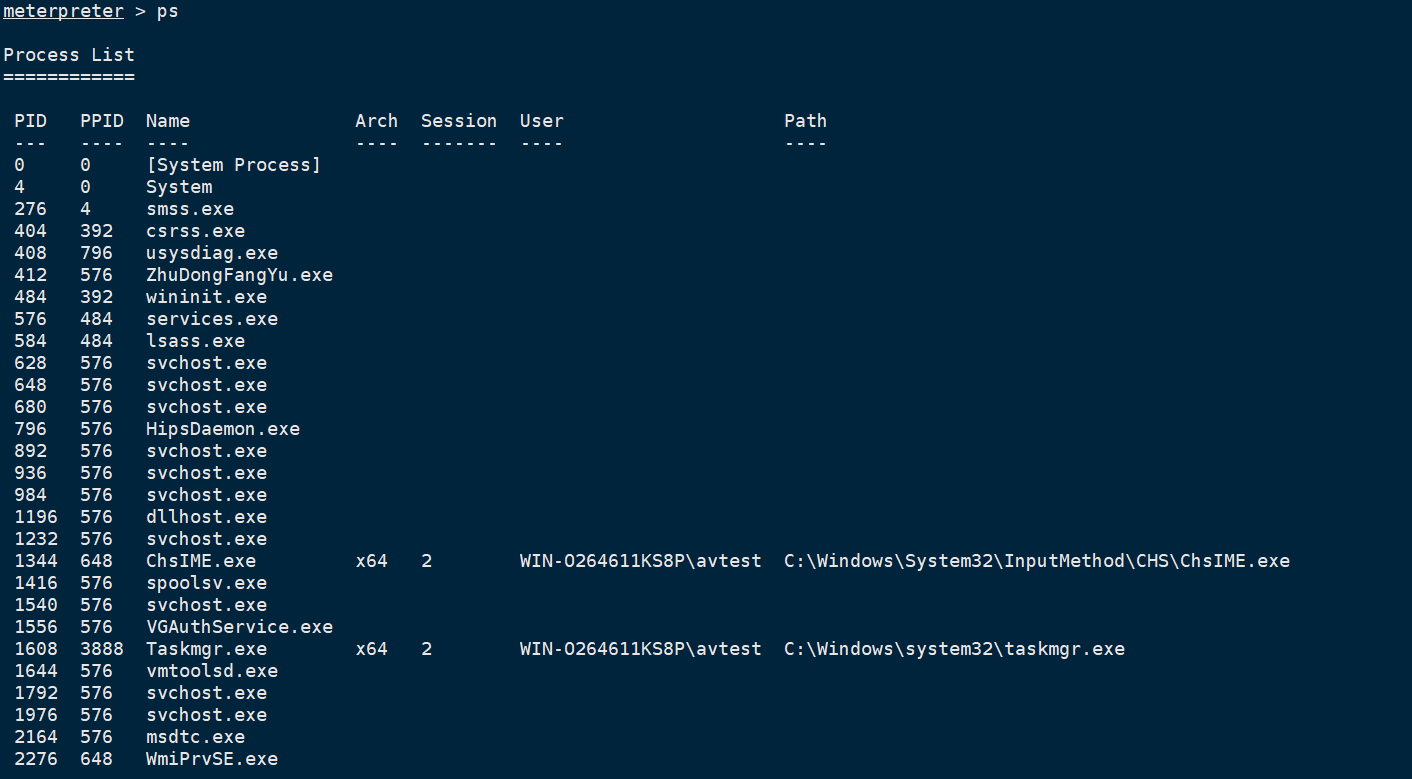 meterpreter > ps
Process List
============
PID PPID Name Arch Session User Path
--- ---- ---- ---- ------- ---- ----
0 0 [System Process]
4 0 System
276 4 smss.exe
404 392 csrss.exe
408 796 usysdiag.exe
412 576 ZhuDongFangYu.exe
484 392 wininit.exe
576 484 services.exe
584 484 lsass.exe
628 576 svchost.exe
648 576 svchost.exe
680 576 svchost.exe
796 576 HipsDaemon.exe
892 576 svchost.exe
936 576 svchost.exe
984 576 svchost.exe
1196 576 dllhost.exe
1232 576 svchost.exe
1344 648 ChsIME.exe x64 2 WIN-O264611KS8P\avtest C:\Windows\System32\InputMethod\CHS\ChsIME.exe
1416 576 spoolsv.exe
1540 576 svchost.exe
1556 576 VGAuthService.exe
1608 3888 Taskmgr.exe x64 2 WIN-O264611KS8P\avtest C:\Windows\system32\taskmgr.exe
1644 576 vmtoolsd.exe
1792 576 svchost.exe
1976 576 svchost.exe
2164 576 msdtc.exe
2276 648 WmiPrvSE.exe